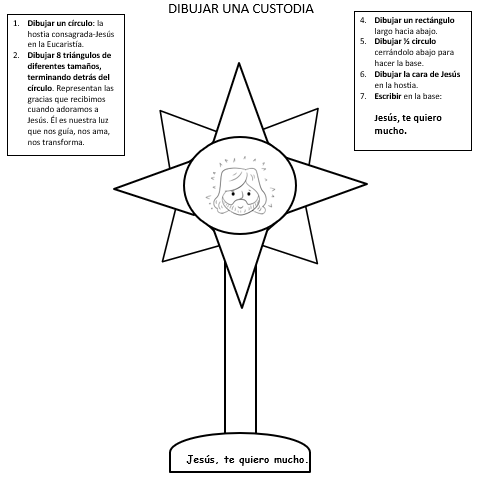 DIBUJAR UNA CUSTODIA
1. Dibujar un círculo: la
hostia consagrada-Jesús
en la Eucaristía.
2. Dibujar 8 triángulos de
diferentes tamaños,
terminando detrás del
círculo. Representan las
gracias que recibimos
cuando adoramos a
Jesús. Él es nuestra luz
que nos guía, nos ama,
nos transforma.
4. Dibujar un rectángulo
largo hacia abajo.
5. Dibujar ½ circulo
cerrándolo abajo para
hacer la base.
6. Dibujar la cara de Jesús
en la hostia.
7. Escribir en la base:
Jesús, te quiero
mucho.
Jesús, te quiero mucho.